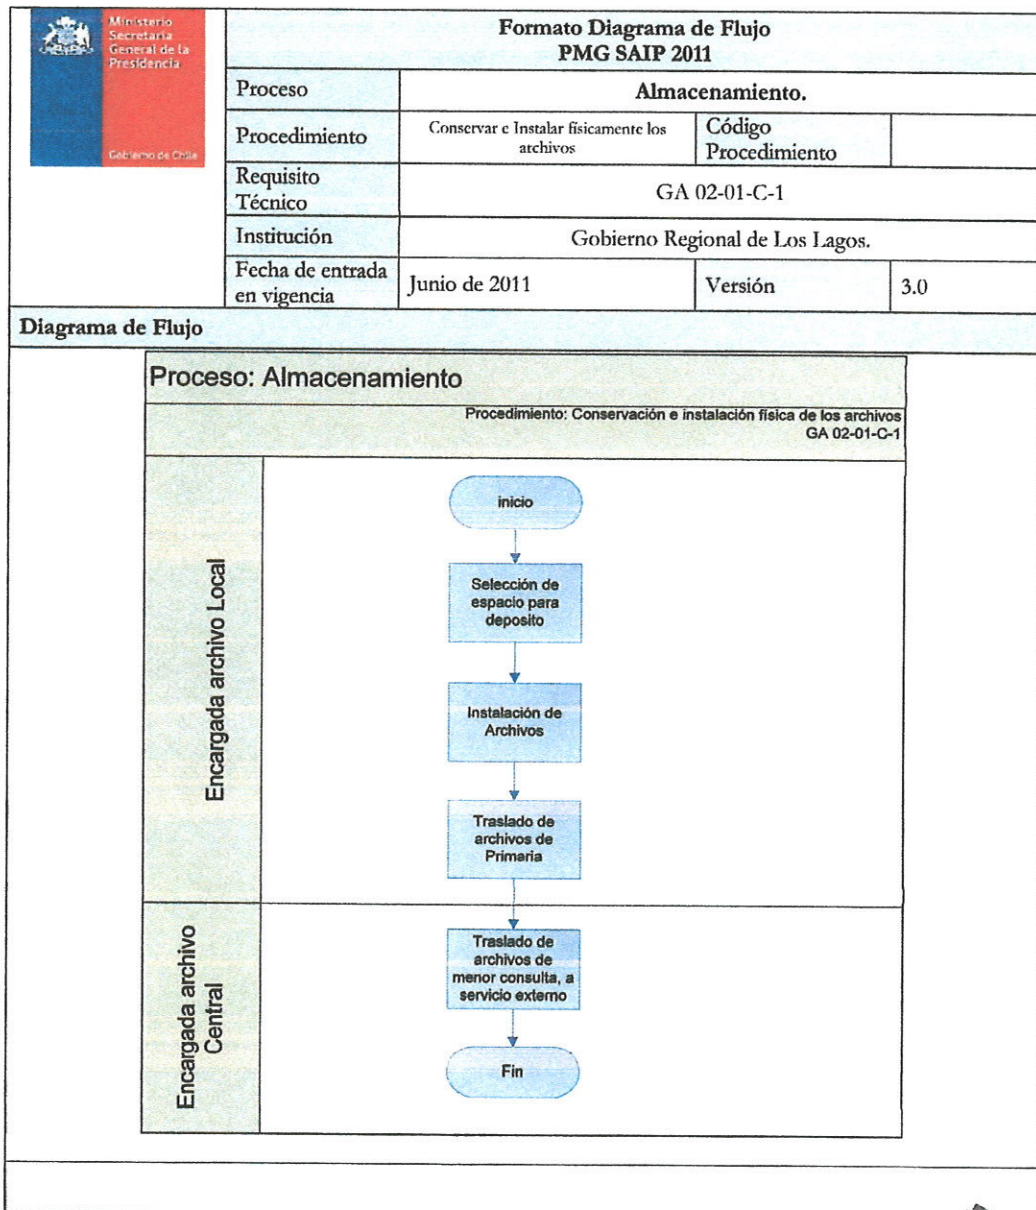 Ministerio
Secretaría
General de la
Presidencia
Gobierno de Chile
Formato Diagrama de Flujo
PMG SAIP 2011
Proceso
Almacenamiento.
Procedimiento
Conservar e Instalar físicamente los
archivos
Código
Procedimiento
Requisito
Técnico
GA 02-01-C-1
Institución
Gobierno Regional de Los Lagos.
Fecha de entrada
en vigencia
Junio de 2011
Versión
3.0
Diagrama de Flujo
Proceso: Almacenamiento
Procedimiento: Conservación e instalación física de los archivos
GA 02-01-C-1
Encargada archivo Local
inicio
Selección de
espacio para
deposito
Instalación de
Archivos
Traslado de
archivos de
Primaria
Encargada archivo
Central
Traslado de
archivos de
menor consulta, a
servicio externo
Fin